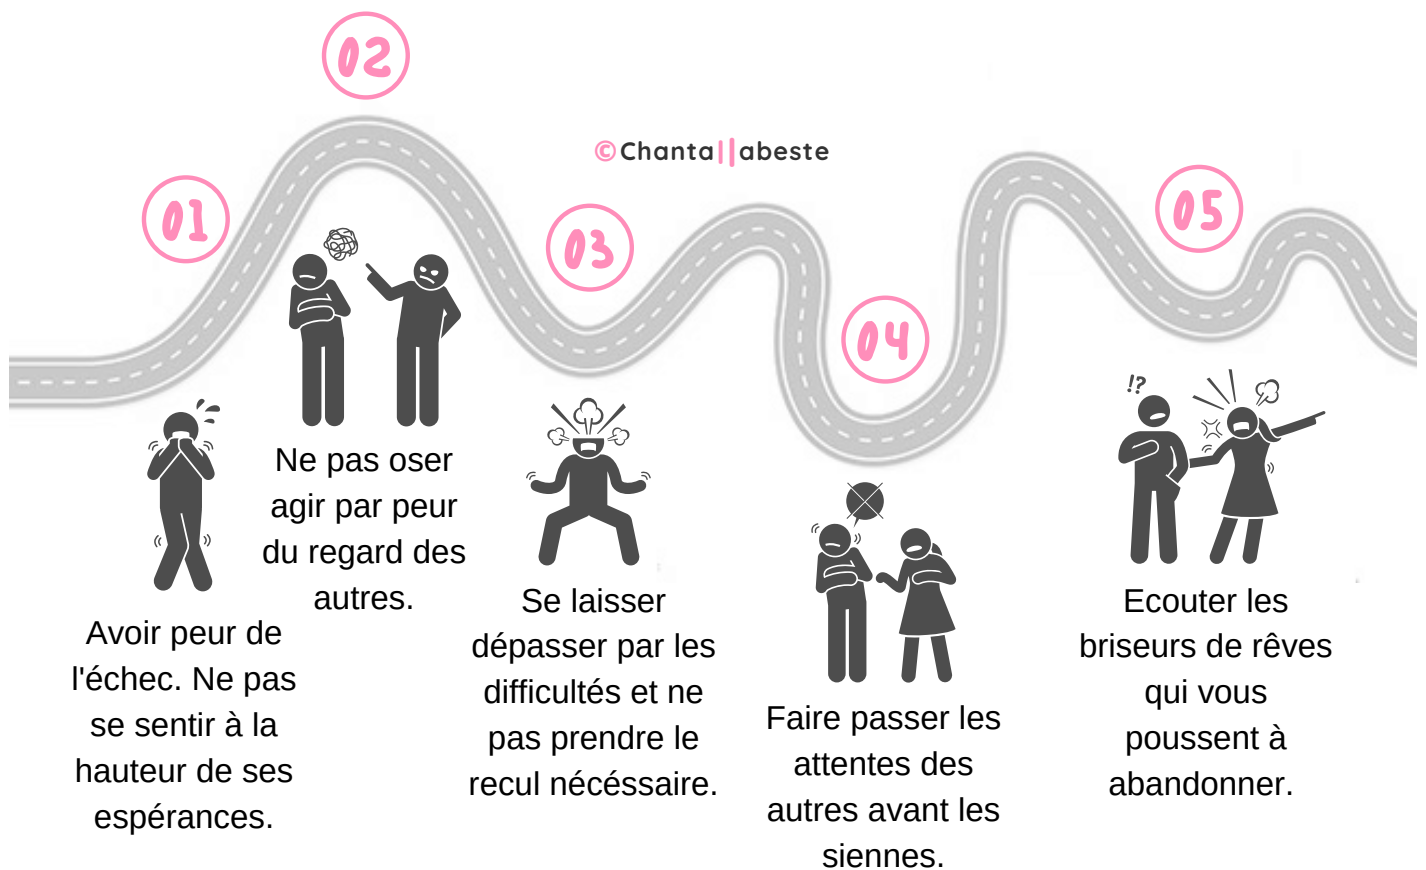 02
©Chantallabeste
01
03
05
04
!?
Ne pas oser
agir par peur
du regard des
autres.
Avoir peur de
l'échec. Ne pas
se sentir à la
hauteur de ses
espérances.
Se laisser
dépasser par les
difficultés et ne
pas prendre le
recul nécéssaire.
Faire passer les
attentes des
autres avant les
siennes.
Ecouter les
briseurs de rêves
qui vous
poussent à
abandonner.